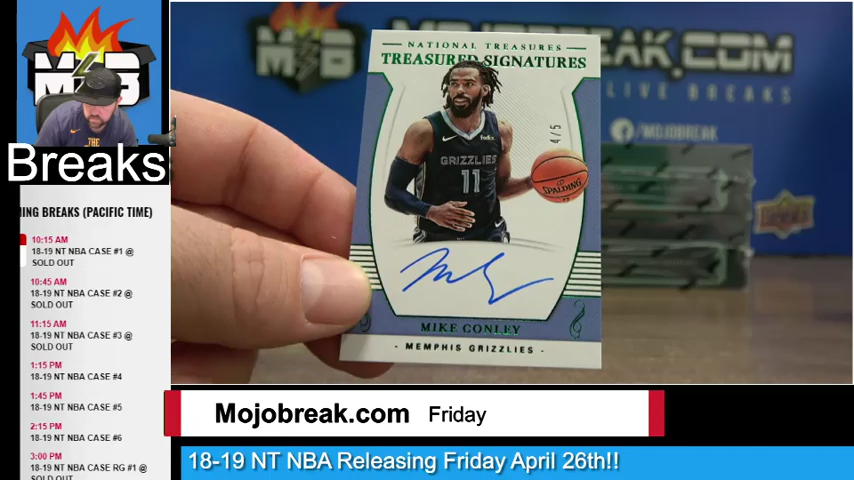 M B
Breaks
ING BREAKS (PACIFIC TIME)
10:15 AM
18-19 NT NBA CASE #1 @
SOLD OUT
10:45 AM
18-19 NT NBA CASE #2 @
SOLD OUT
11:15 AM
18-19 NT NBA CASE #3 @
SOLD OUT
1:15 PM
18-19 NT NBA CASE #4
1:45 PM
18-19 NT NBA CASE #5
2:15 PM
18-19 NT NBA CASE #6
3:00 PM
18-19 NT NBA CASE RG #1 @
SOLD OUT
M B
BREAK.COM
LIVE BREAKS
/MOJOBREAK
NATIONAL TREASURES
TREASURED SIGNATURES
4/5
FedEx
GRIZZLIES
11
SPALDING
MIKE CONLEY
- MEMPHIS GRIZZLIES -
Mojobreak.com Friday
18-19 NT NBA Releasing Friday April 26th!!